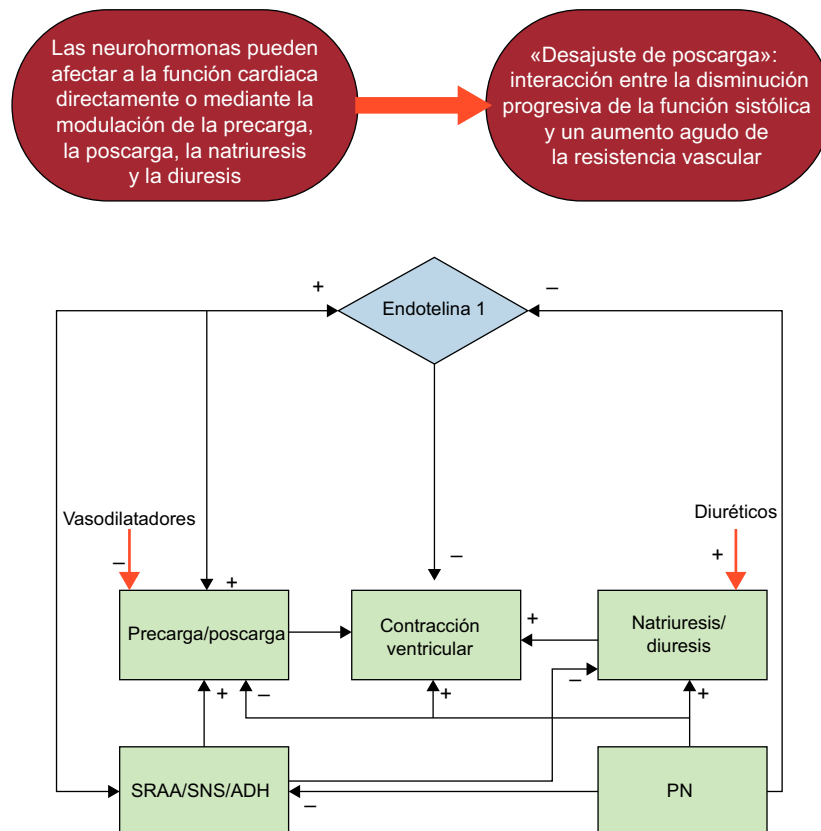 Las neurohormonas pueden
afectar a la función cardiaca
directamente o mediante la
modulación de la precarga,
la poscarga, la natriuresis
y la diuresis
«Desajuste de poscarga»:
interacción entre la disminución
progresiva de la función sistólica
y un aumento agudo de
la resistencia vascular
+
–
Endotelina 1
Vasodilatadores
Diuréticos
–
–
+
+
Precarga/poscarga
Contracción
ventricular
+
Natriuresis/
diuresis
–
+
–
+
+
SRAA/SNS/ADH
–
PN